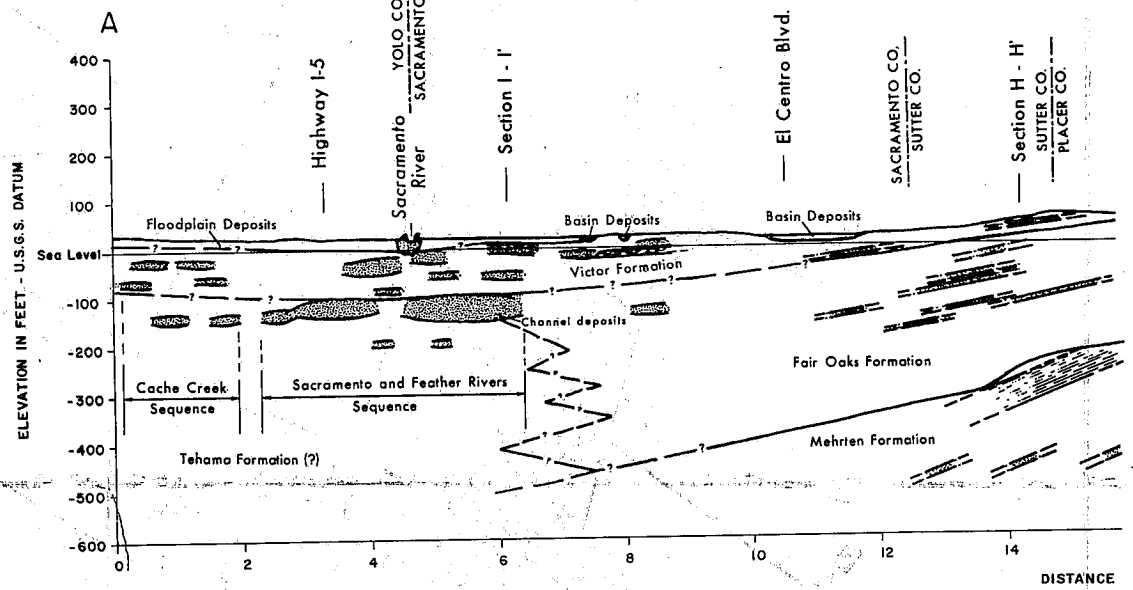 A
YOLO CO.
SACRAMENTO
Sacramento
River
Highway I-5
Section I - I'
El Centro Blvd.
SACRAMENTO CO.
SUTTER CO.
Section H - H'
SUTTER CO.
PLACER CO.
ELEVATION IN FEET. - U.S.G.S. DATUM
400
300
200
100
Sea Level
-100
-200
-300
-400
-500
-600
Floodplain Deposits
Basin Deposits
Basin Deposits
? ? ?
Victor Formation
? ? ? ? ? ?
Channel deposits
Fair Oaks Formation
Cache Creek
Sequence
Sacramento and Feather Rivers
Sequence
? ? ? ? ?
Mehrten Formation
Tehama Formation (?)
0 2 4 6 8 10 12 14
DISTANCE